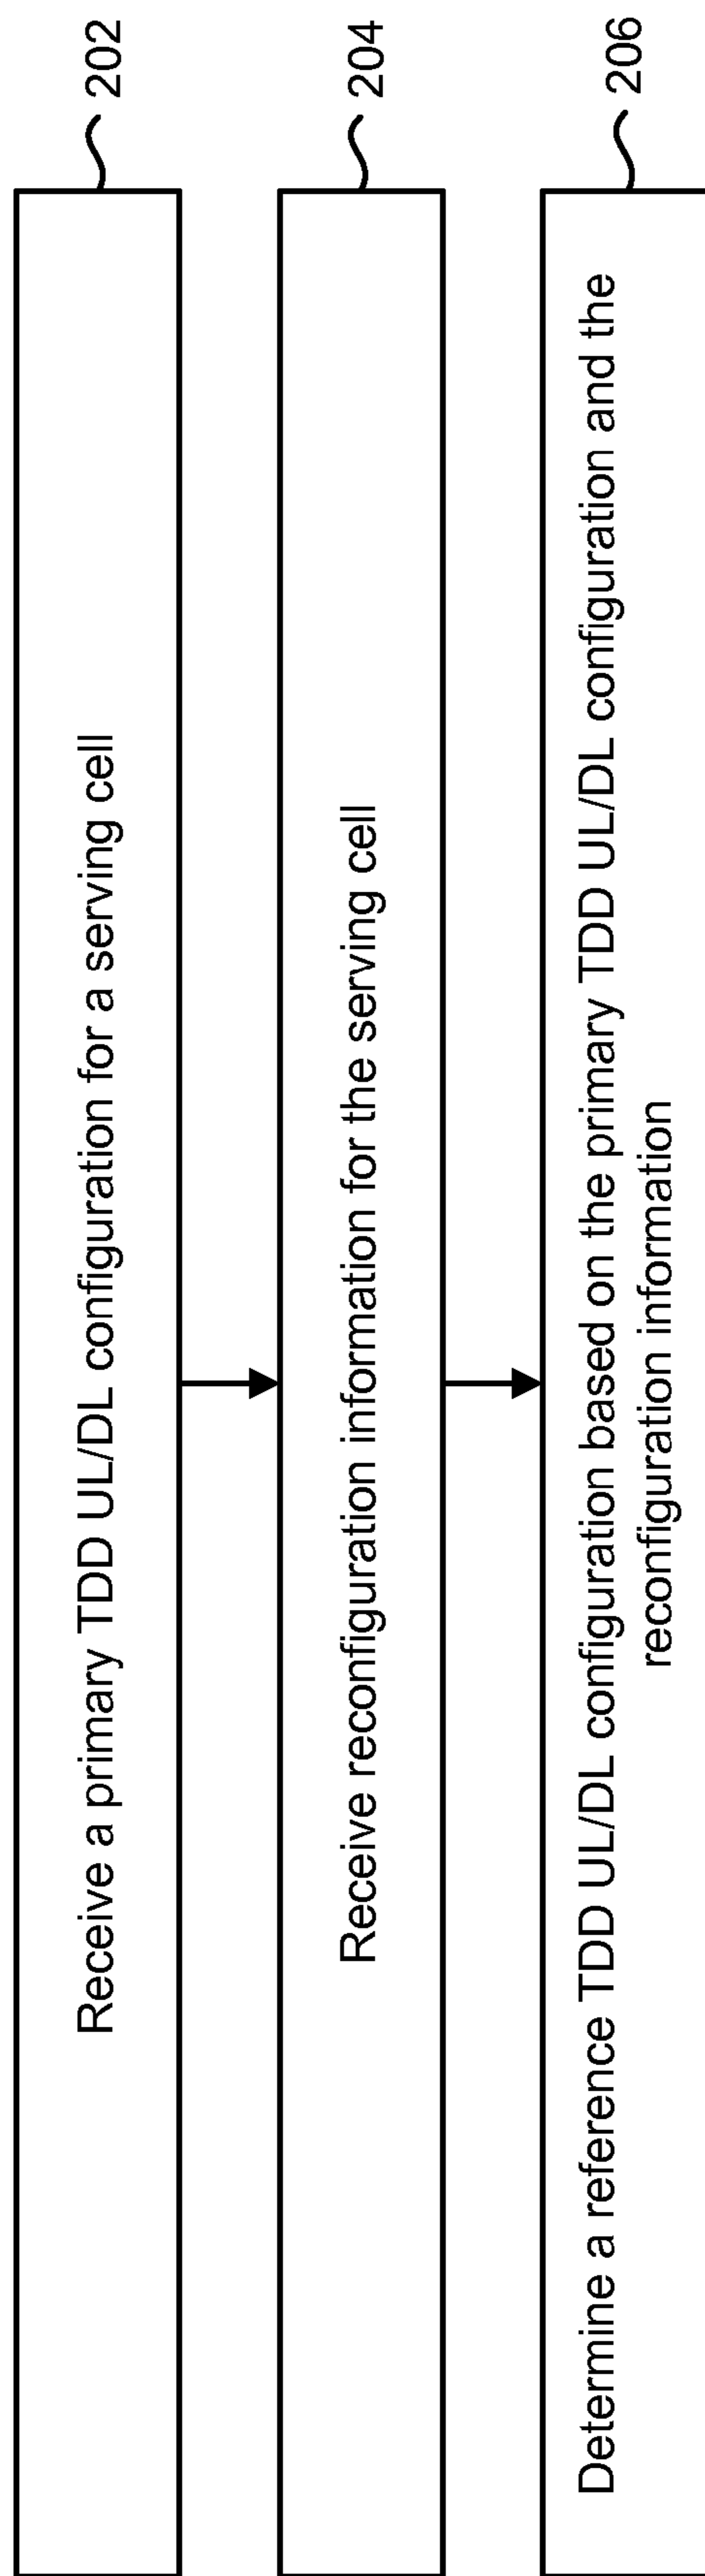 202
Receive a primary TDD UL/DL configuration for a serving cell
204
Receive reconfiguration information for the serving cell
206
Determine a reference TDD UL/DL configuration based on the primary TDD UL/DL configuration and the
reconfiguration information